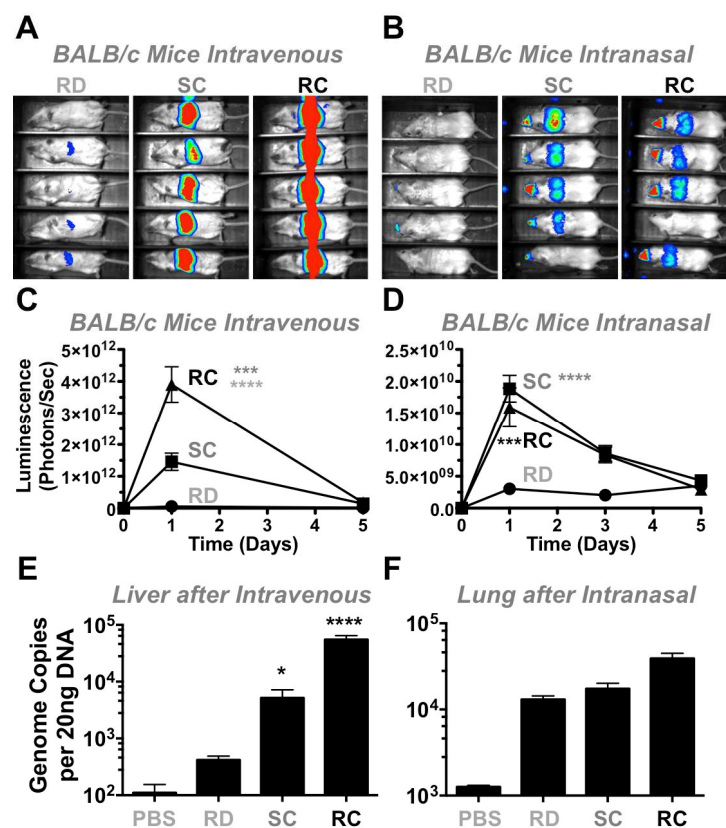 A
BALB/c Mice Intravenous
RD SC RC
B
BALB/c Mice Intranasal
RD SC RC
C
BALB/c Mice Intravenous
Luminescence
(Photons/Sec)
5×10¹²
4×10¹²
3×10¹²
2×10¹²
1×10¹²
0
RC
***
****
SC
RD
0 1 2 3 4 5
Time (Days)
D
BALB/c Mice Intranasal
2.5×10¹⁰
2.0×10¹⁰
1.5×10¹⁰
1.0×10¹⁰
5.0×10⁰⁹
0.0
SC ****
***RC
RD
0 1 2 3 4 5
Time (Days)
E
Liver after Intravenous
Genome Copies
per 20ng DNA
10⁵
10⁴
10³
10²
*
****
PBS RD SC RC
F
Lung after Intranasal
10⁵
10⁴
10³
PBS RD SC RC